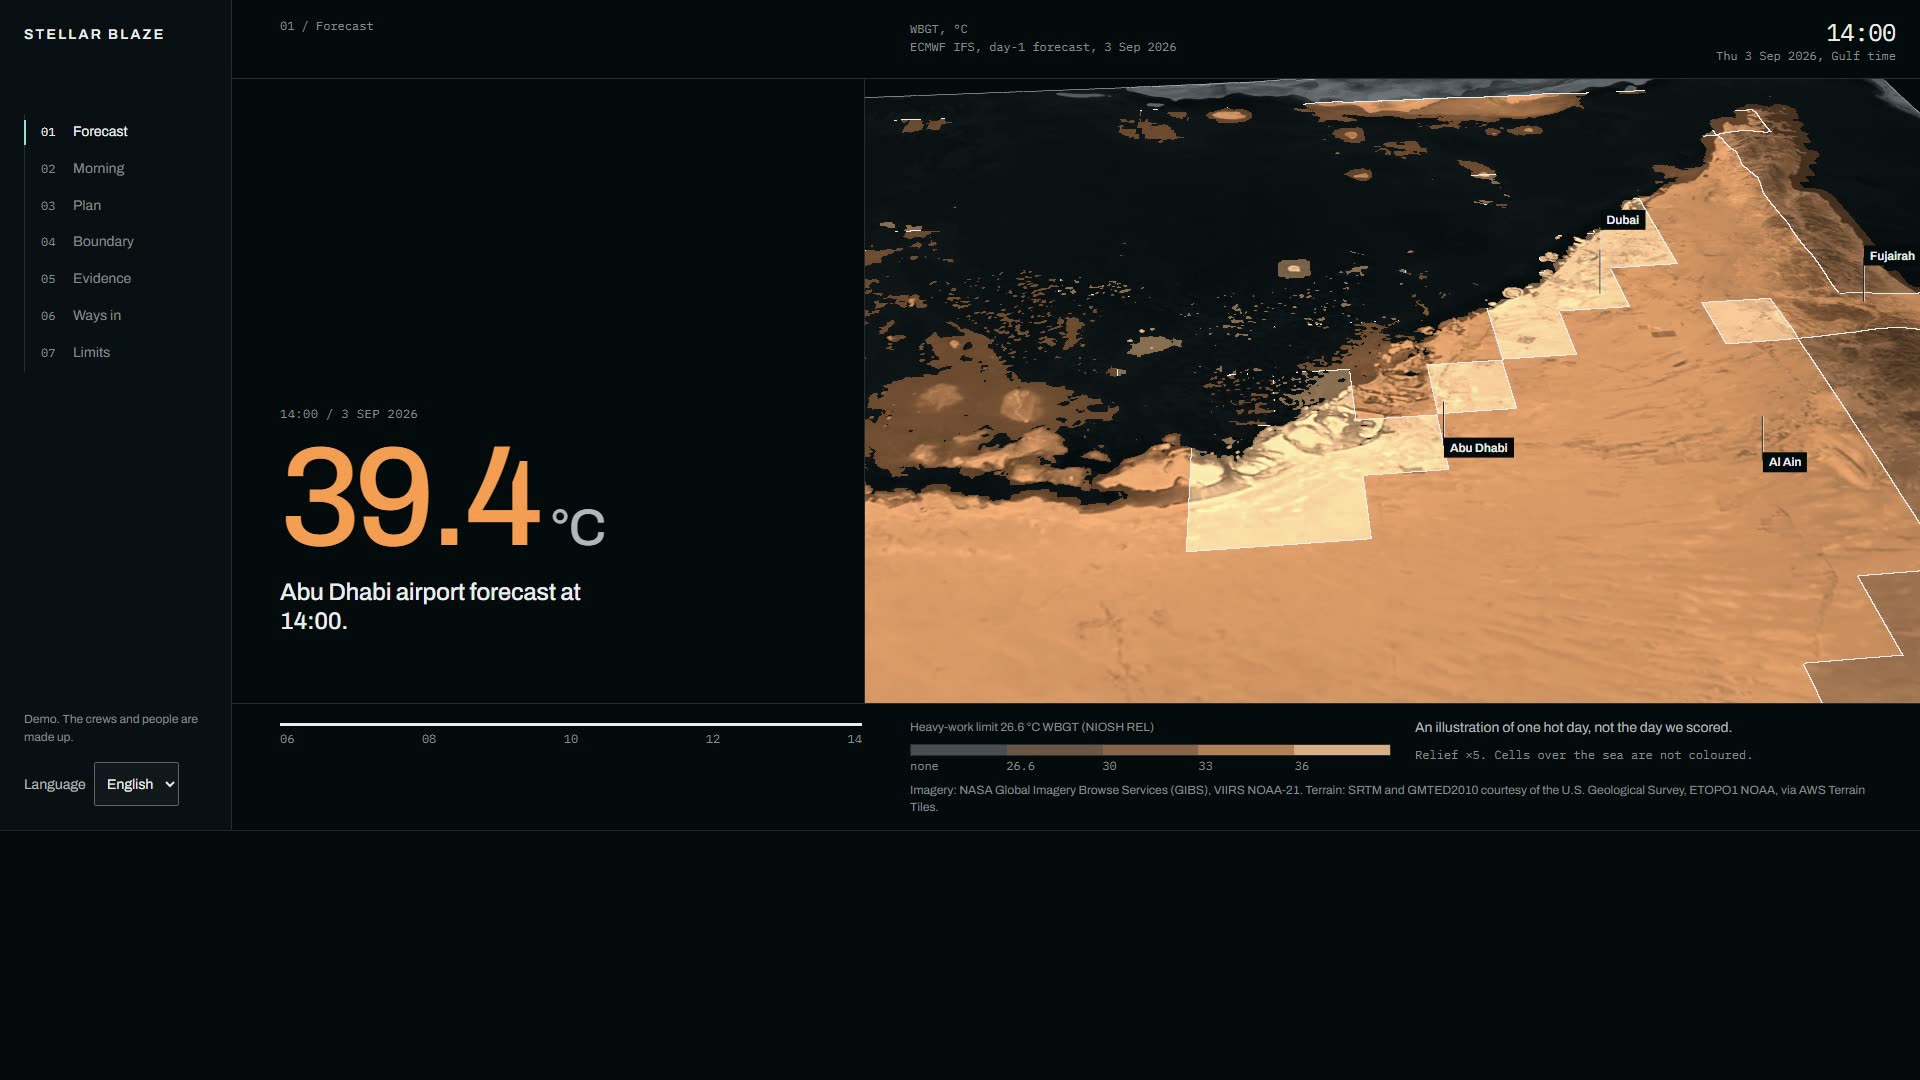 STELLAR BLAZE
01 / Forecast
WBGT, °C
ECMWF IFS, day-1 forecast, 3 Sep 2026
14:00
Thu 3 Sep 2026, Gulf time
01 Forecast
02 Morning
03 Plan
04 Boundary
05 Evidence
06 Ways in
07 Limits
14:00 / 3 SEP 2026
39.4 °C
Abu Dhabi airport forecast at
14:00.
Dubai
Fujairah
Abu Dhabi
Al Ain
Demo. The crews and people are
made up.
Language English
06 08 10 12 14
Heavy-work limit 26.6 °C WBGT (NIOSH REL)
none 26.6 30 33 36
An illustration of one hot day, not the day we scored.
Relief ×5. Cells over the sea are not coloured.
Imagery: NASA Global Imagery Browse Services (GIBS), VIIRS NOAA-21. Terrain: SRTM and GMTED2010 courtesy of the U.S. Geological Survey, ETOPO1 NOAA, via AWS Terrain
Tiles.